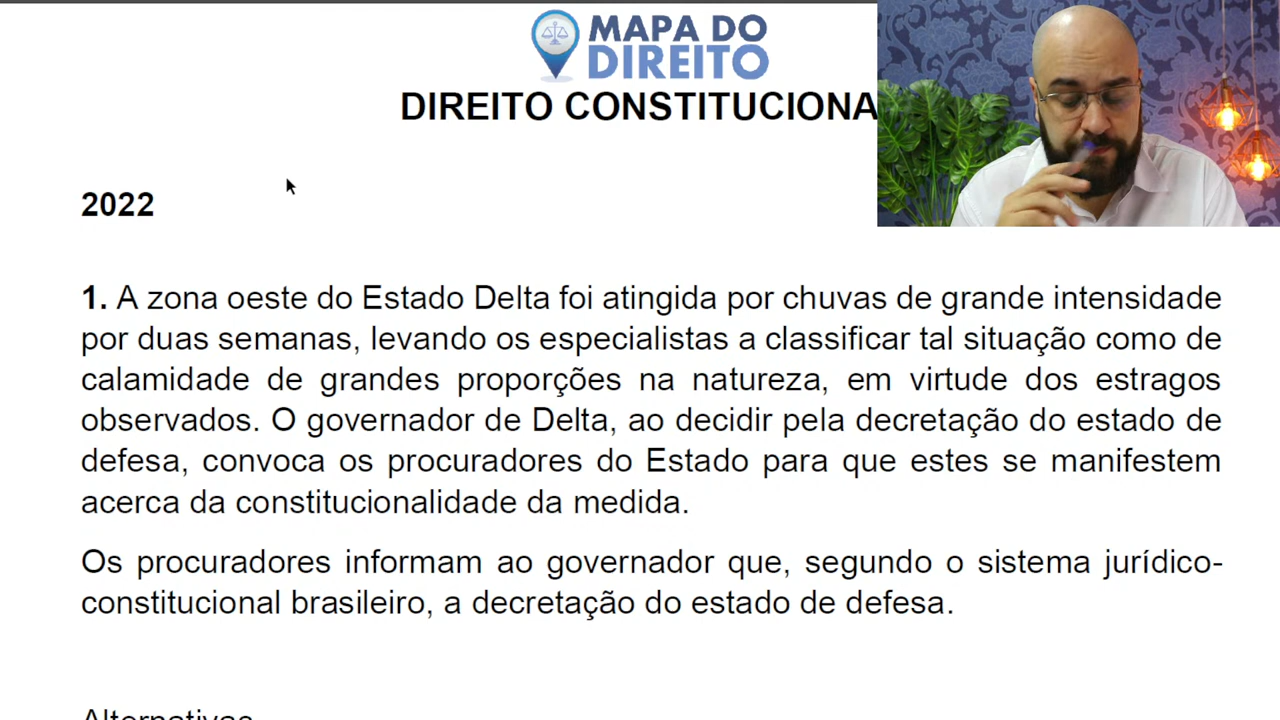 MAPA DO
DIREITO
DIREITO CONSTITUCIONA
2022
1. A zona oeste do Estado Delta foi atingida por chuvas de grande intensidade
por duas semanas, levando os especialistas a classificar tal situação como de
calamidade de grandes proporções na natureza, em virtude dos estragos
observados. O governador de Delta, ao decidir pela decretação do estado de
defesa, convoca os procuradores do Estado para que estes se manifestem
acerca da constitucionalidade da medida.
Os procuradores informam ao governador que, segundo o sistema jurídico-
constitucional brasileiro, a decretação do estado de defesa.
Alternativas